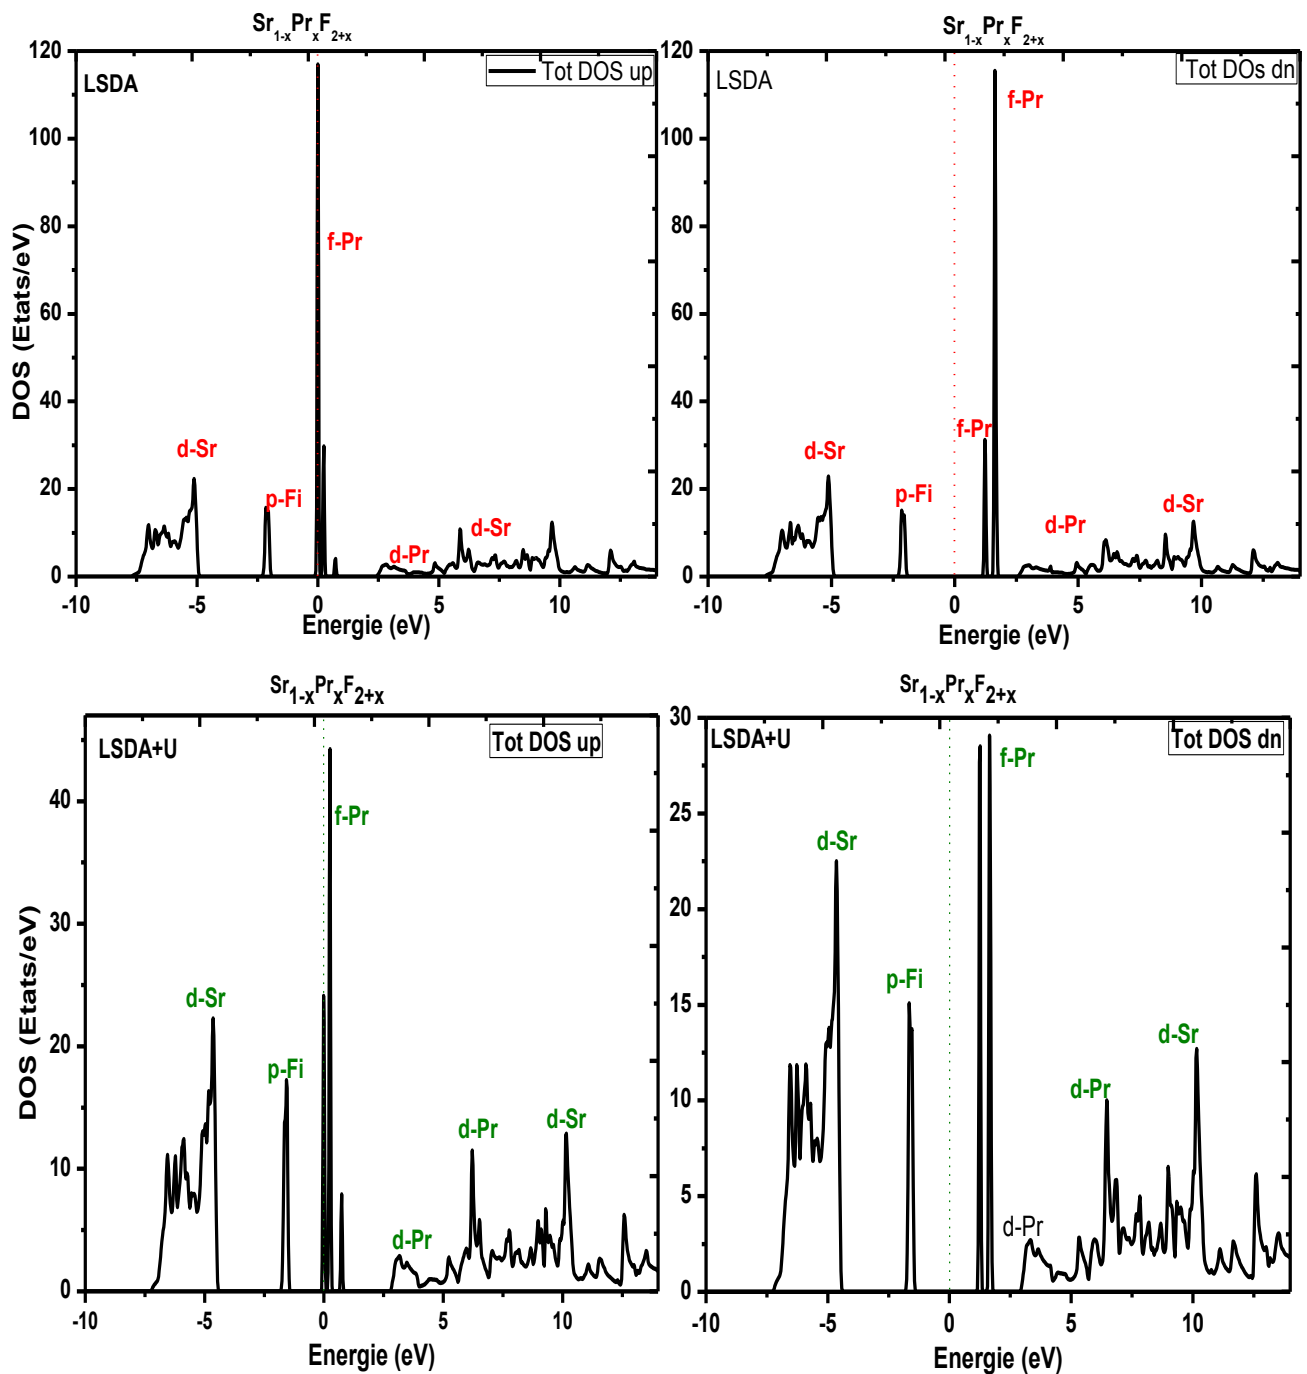 Sr1-xPrxF2+x
LSDA
Tot DOS up
f-Pr
d-Sr
p-Fi
d-Pr
d-Sr
120
100
80
60
40
20
0
-10
-5
0
5
10
DOS (Etats/eV)
Energie (eV)
Sr1-xPrxF2+x
LSDA
Tot DOs dn
f-Pr
f-Pr
d-Sr
p-Fi
d-Pr
d-Sr
120
100
80
60
40
20
0
-10
-5
0
5
10
Energie (eV)
Sr1-xPrxF2+x
LSDA+U
Tot DOS up
f-Pr
d-Sr
p-Fi
d-Pr
d-Sr
d-Pr
40
30
20
10
0
-10
-5
0
5
10
DOS (Etats/eV)
Energie (eV)
Sr1-xPrxF2+x
LSDA+U
Tot DOS dn
f-Pr
d-Sr
p-Fi
d-Sr
d-Pr
d-Pr
30
25
20
15
10
5
0
-10
-5
0
5
10
Energie (eV)